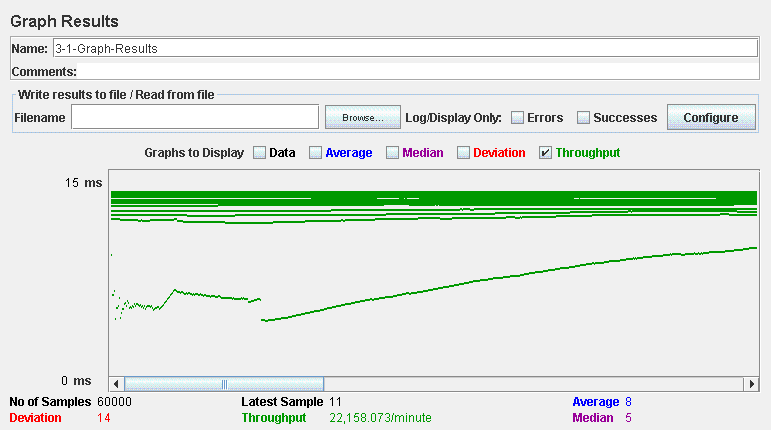 Graph Results
Name: 3-1-Graph-Results
Comments:
Write results to file / Read from file
Filename Browse... Log/Display Only: Errors Successes Configure
Graphs to Display Data Average Median Deviation Throughput
15 ms
0 ms
No of Samples 60000 Latest Sample 11 Average 8
Deviation 14 Throughput 22,158.073/minute Median 5